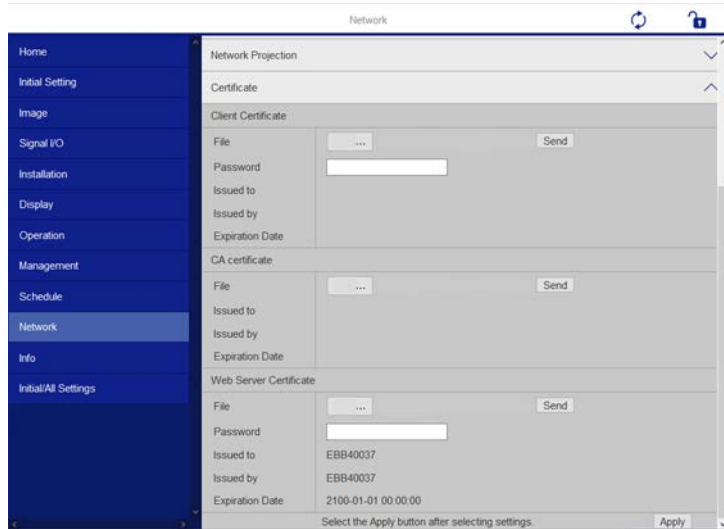 Network
Home
Initial Setting
Image
Signal I/O
Installation
Display
Operation
Management
Schedule
Network
Info
Initial/All Settings
Network Projection
Certificate
Client Certificate
File ... Send
Password
Issued to
Issued by
Expiration Date
CA certificate
File ... Send
Issued to
Issued by
Expiration Date
Web Server Certificate
File ... Send
Password
Issued to EBB40037
Issued by EBB40037
Expiration Date 2100-01-01 00:00:00
Select the Apply button after selecting settings. Apply